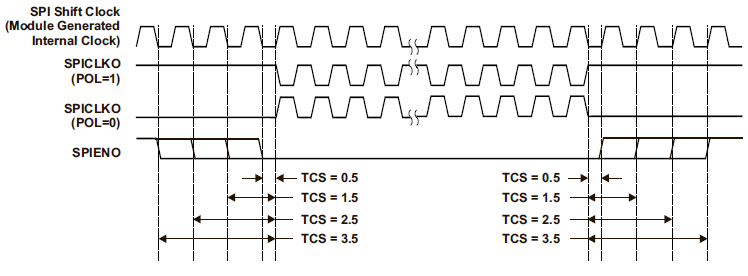 SPI Shift Clock
(Module Generated
Internal Clock)
SPICLKO
(POL=1)
SPICLKO
(POL=0)
SPIENO
TCS = 0.5 TCS = 0.5
TCS = 1.5 TCS = 1.5
TCS = 2.5 TCS = 2.5
TCS = 3.5 TCS = 3.5